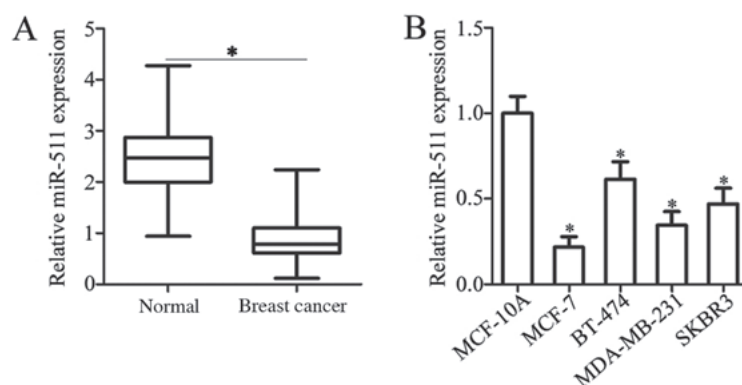 A
Relative miR-511 expression
5
4
3
2
1
0
*
Normal
Breast cancer
B
Relative miR-511 expression
1.5
1.0
0.5
0.0
*
*
*
*
MCF-10A
MCF-7
BT-474
MDA-MB-231
SKBR3